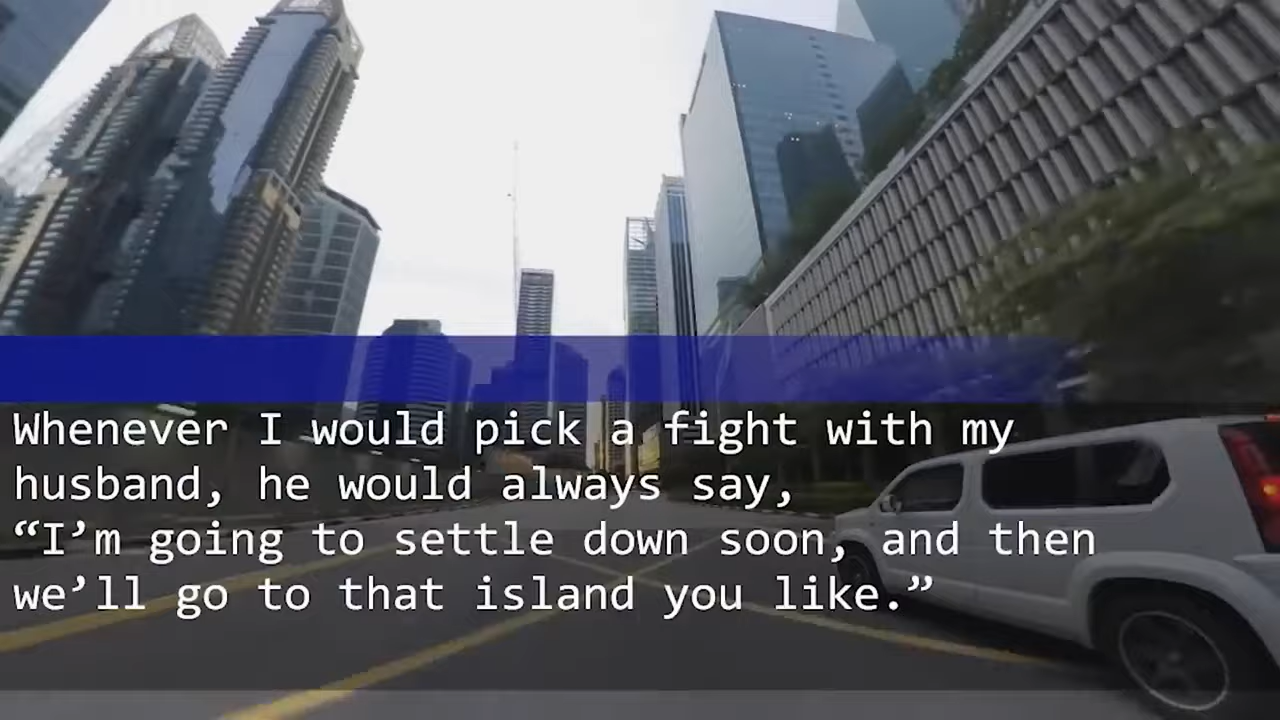 Whenever I would pick a fight with my
husband, he would always say,
“I’m going to settle down soon, and then
we’ll go to that island you like.”